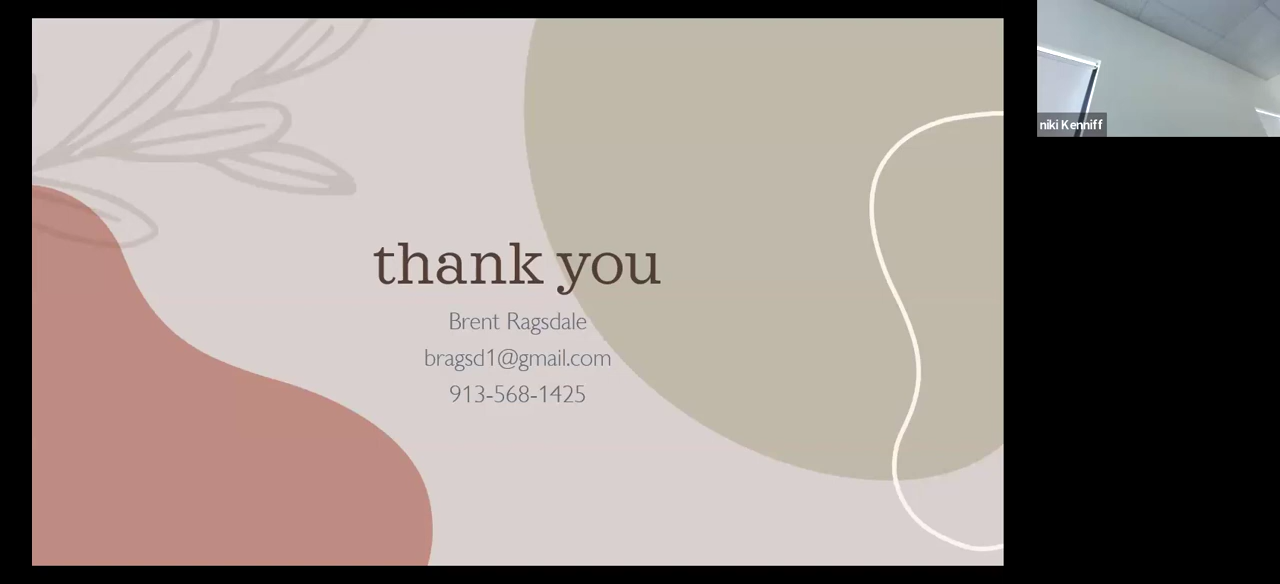 thank you
Brent Ragsdale
bragsd1@gmail.com
913-568-1425
niki Kenniff